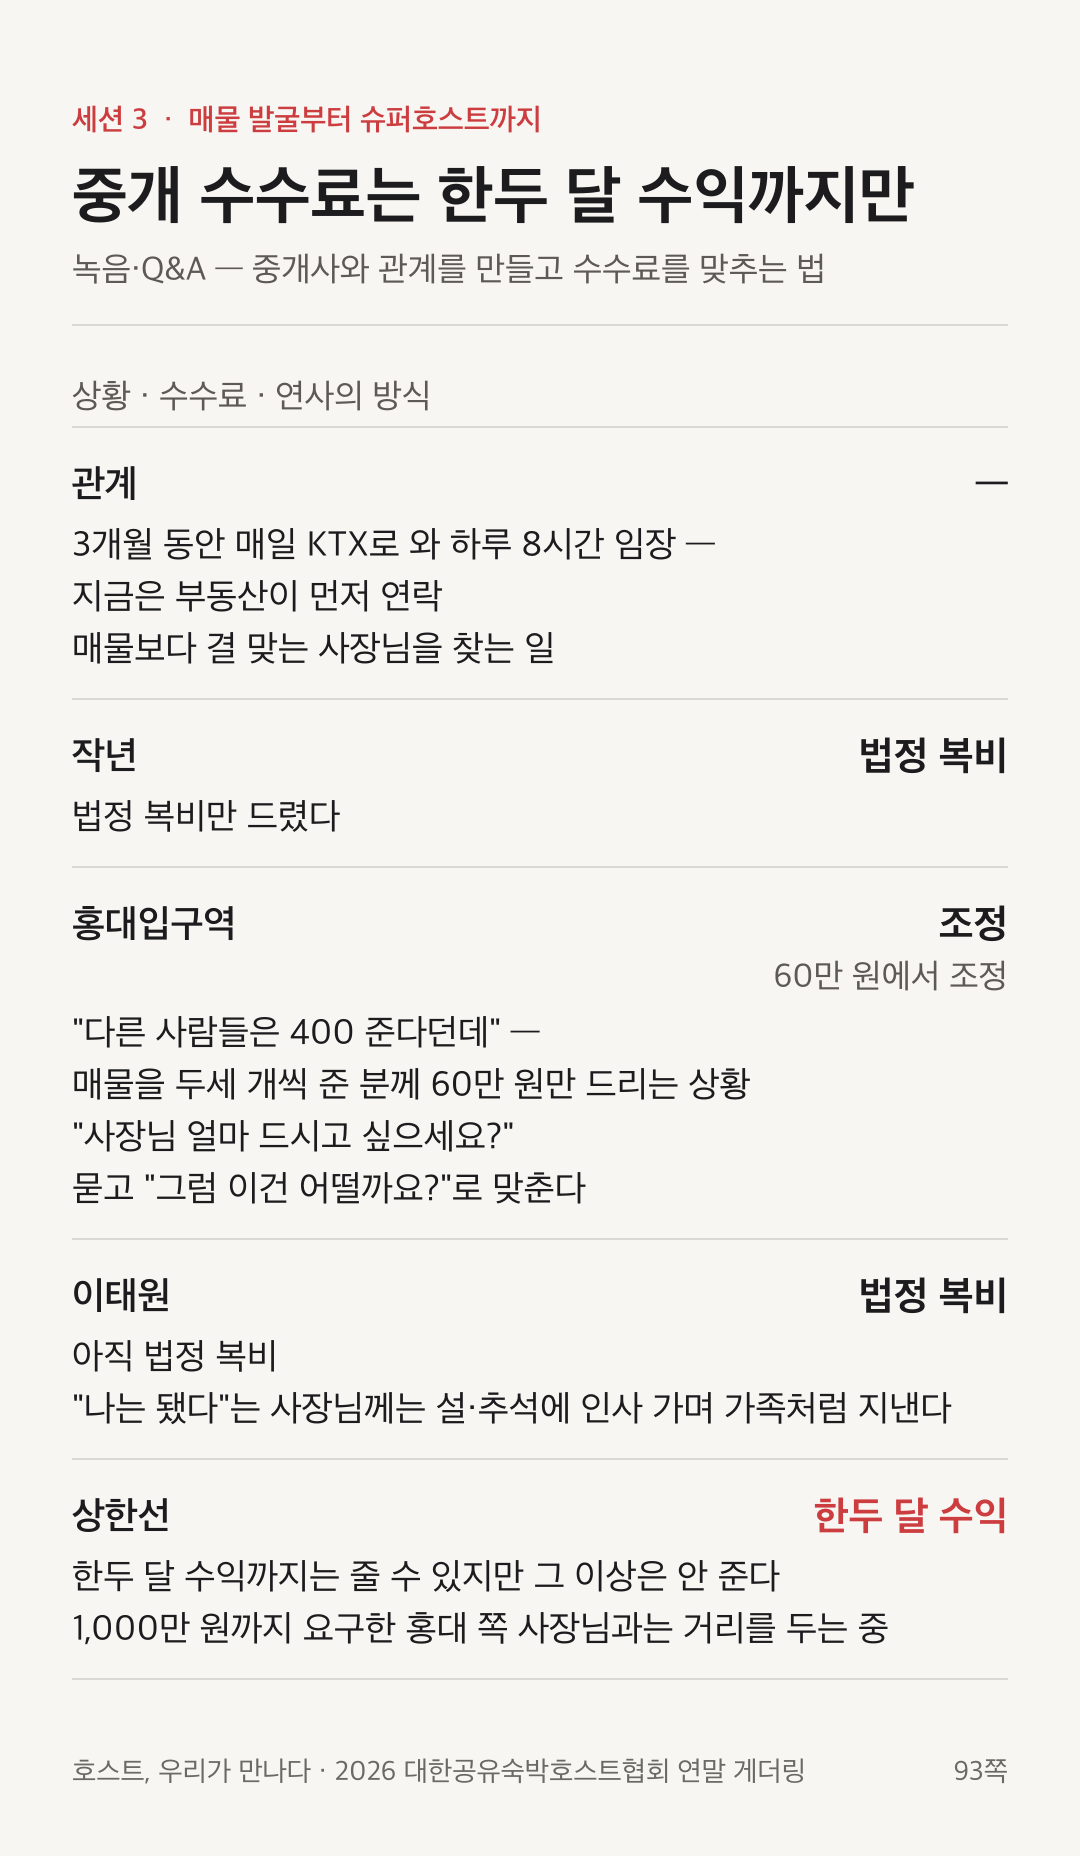 세션 3 · 매물 발굴부터 슈퍼호스트까지
중개 수수료는 한두 달 수익까지만
녹음·Q&A — 중개사와 관계를 만들고 수수료를 맞추는 법
상황 · 수수료 · 연사의 방식
관계 —
3개월 동안 매일 KTX로 와 하루 8시간 임장 —
지금은 부동산이 먼저 연락
매물보다 결 맞는 사장님을 찾는 일
작년 법정 복비
법정 복비만 드렸다
홍대입구역 조정
60만 원에서 조정
"다른 사람들은 400 준다던데" —
매물을 두세 개씩 준 분께 60만 원만 드리는 상황
"사장님 얼마 드시고 싶으세요?"
묻고 "그럼 이건 어떨까요?"로 맞춘다
이태원 법정 복비
아직 법정 복비
"나는 됐다"는 사장님께는 설·추석에 인사 가며 가족처럼 지낸다
상한선 한두 달 수익
한두 달 수익까지는 줄 수 있지만 그 이상은 안 준다
1,000만 원까지 요구한 홍대 쪽 사장님과는 거리를 두는 중
호스트, 우리가 만나다 · 2026 대한공유숙박호스트협회 연말 게더링 93쪽